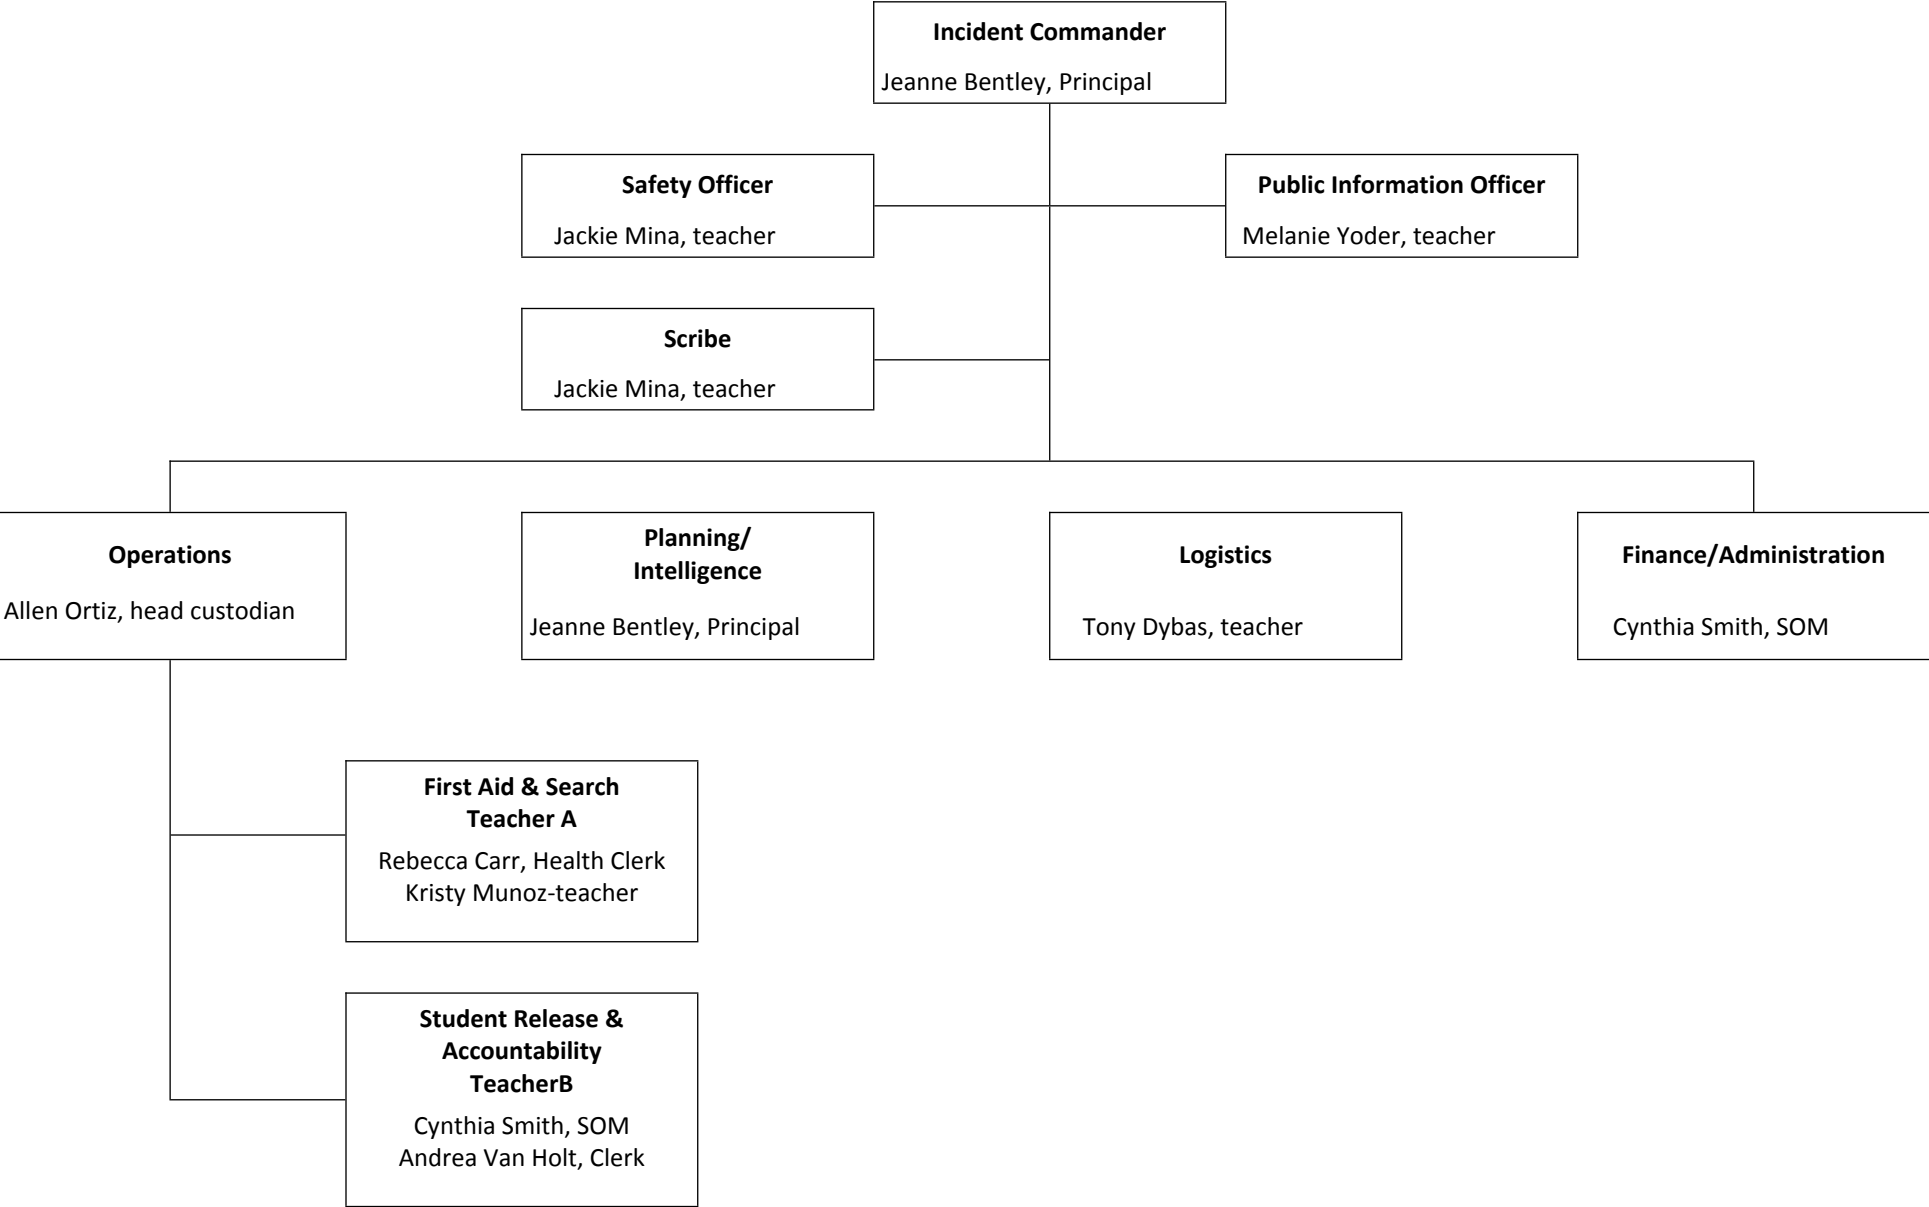 Incident Commander
Jeanne Bentley, Principal
Safety Officer
Jackie Mina, teacher
Public Information Officer
Melanie Yoder, teacher
Scribe
Jackie Mina, teacher
Operations
Allen Ortiz, head custodian
Planning/
Intelligence
Jeanne Bentley, Principal
Logistics
Tony Dybas, teacher
Finance/Administration
Cynthia Smith, SOM
First Aid & Search
Teacher A
Rebecca Carr, Health Clerk
Kristy Munoz-teacher
Student Release &
Accountability
TeacherB
Cynthia Smith, SOM
Andrea Van Holt, Clerk